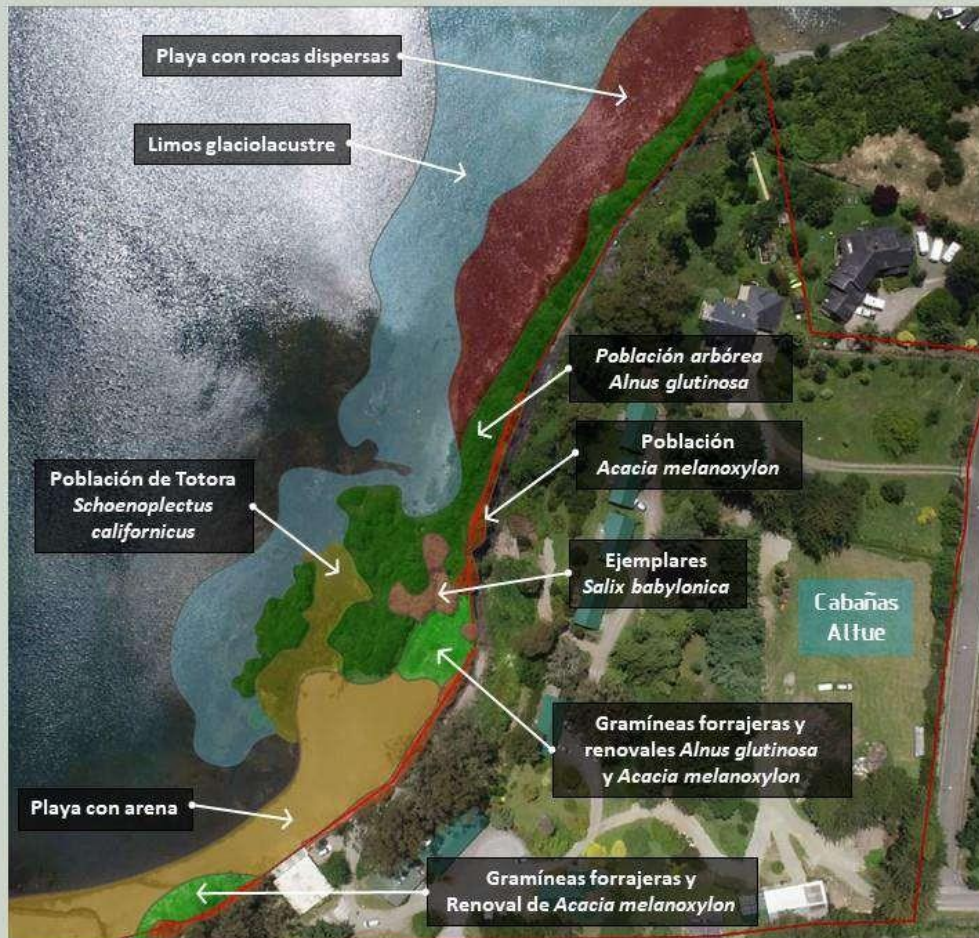 Playa con rocas dispersas
Limos glaciolacustre
Población arbórea
Alnus glutinosa
Población
Acacia melanoxylon
Población de Totora
Schoenoplectus
californicus
Ejemplares
Salix babylonica
Cabañas
Altue
Gramíneas forrajeras y
renovales Alnus glutinosa
y Acacia melanoxylon
Playa con arena
Gramíneas forrajeras y
Renoval de Acacia melanoxylon